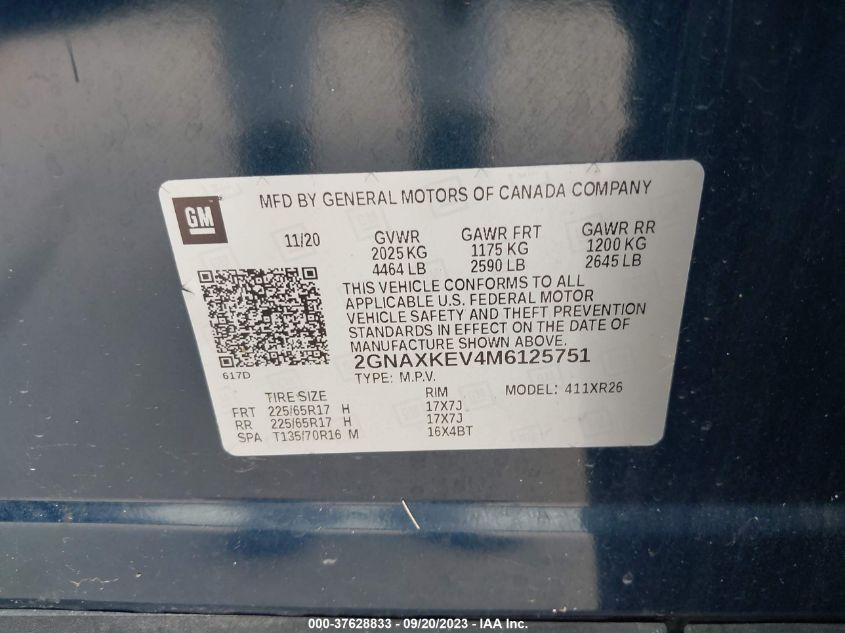 GM
MFD BY GENERAL MOTORS OF CANADA COMPANY
11/20
GVWR
2025 KG
4464 LB
GAWR FRT
1175 KG
2590 LB
GAWR RR
1200 KG
2645 LB
THIS VEHICLE CONFORMS TO ALL
APPLICABLE U.S. FEDERAL MOTOR
VEHICLE SAFETY AND THEFT PREVENTION
STANDARDS IN EFFECT ON THE DATE OF
MANUFACTURE SHOWN ABOVE.
2GNAXKEV4M6125751
617D
TYPE: M.P.V.
MODEL: 411XR26
TIRE SIZE RIM
FRT 225/65R17 H 17X7J
RR 225/65R17 H 17X7J
SPA T135/70R16 M 16X4BT
000-37628833 - 09/20/2023 - IAA Inc.